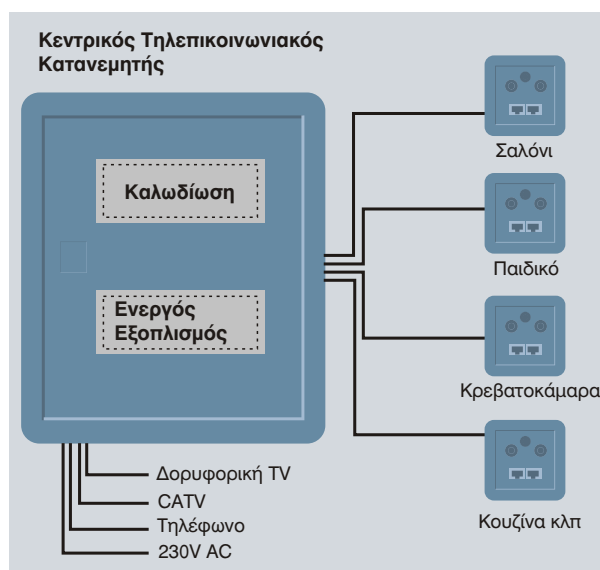 Κεντρικός Τηλεπικοινωνιακός
Κατανεμητής
Καλωδίωση
Ενεργός
Εξοπλισμός
Σαλόνι
Παιδικό
Κρεβατοκάμαρα
Κουζίνα κλπ
Δορυφορική TV
CATV
Τηλέφωνο
230V AC